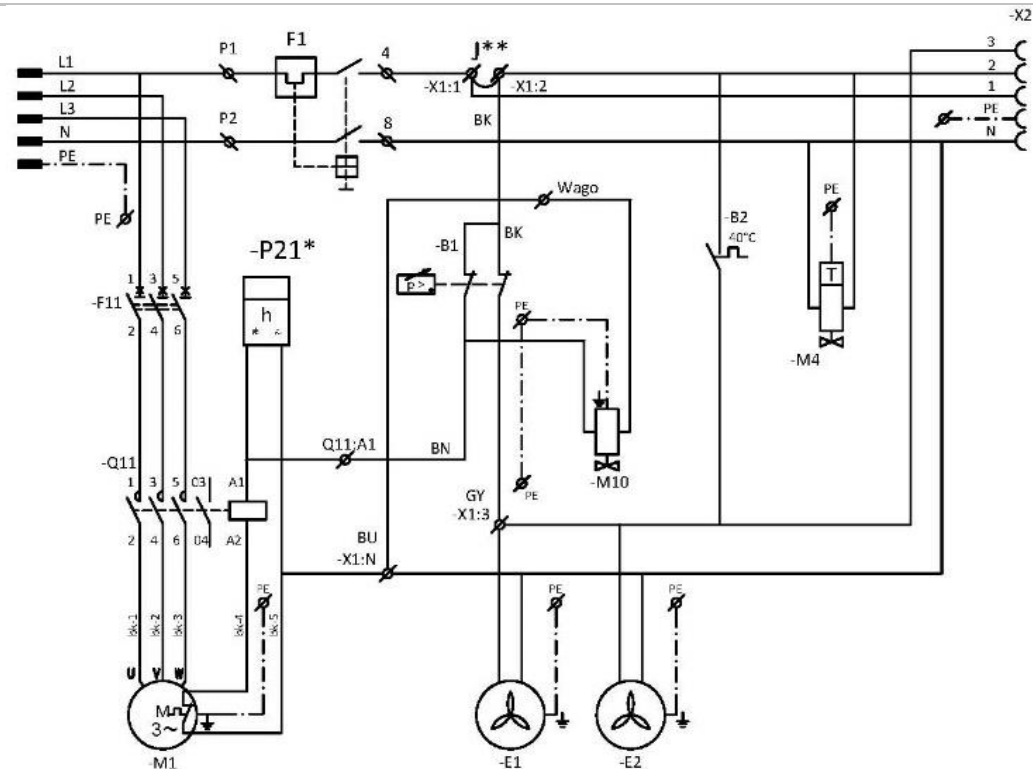 -X2
F1
P1
4
J**
3
L1
2
-X1:1
-X1:2
L2
1
L3
P2
8
BK
PE
N
N
PE
Wago
PE
PE
-B2
-P21*
-B1
BK
40°C
T
1 3 5
P>
-F11
h
PE
2 4 6
-M4
Q11:A1
BN
-Q11
-M10
1 3 5
A1
GY
PE
-X1:3
2 4 6
A2
BU
-X1:N
PE
PE
PE
bk-1
bk-2
bk-3
bk-4
bk-5
U V W
M
3~
-M1
-E1
-E2